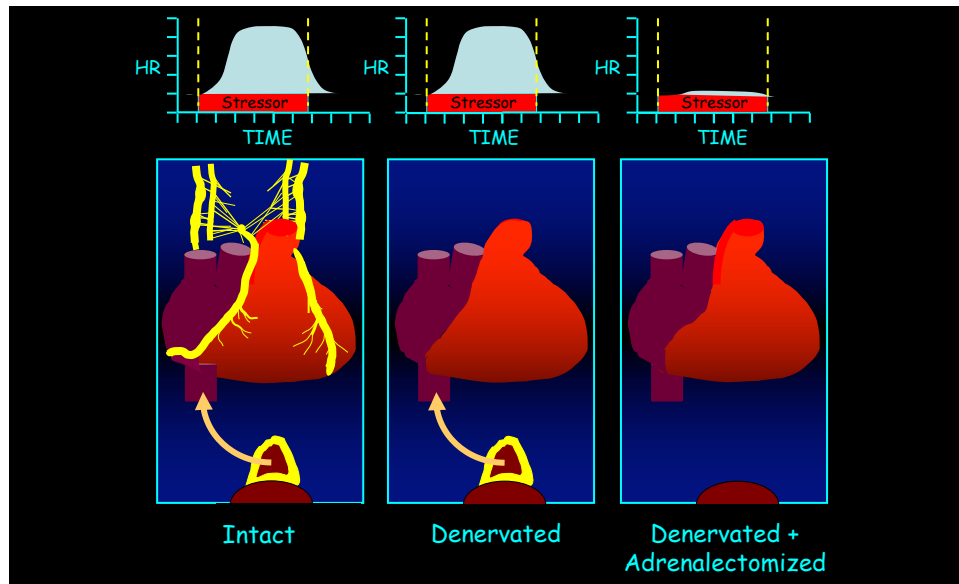 HR
Stressor
TIME
HR
Stressor
TIME
HR
Stressor
TIME
Intact
Denervated
Denervated +
Adrenalectomized